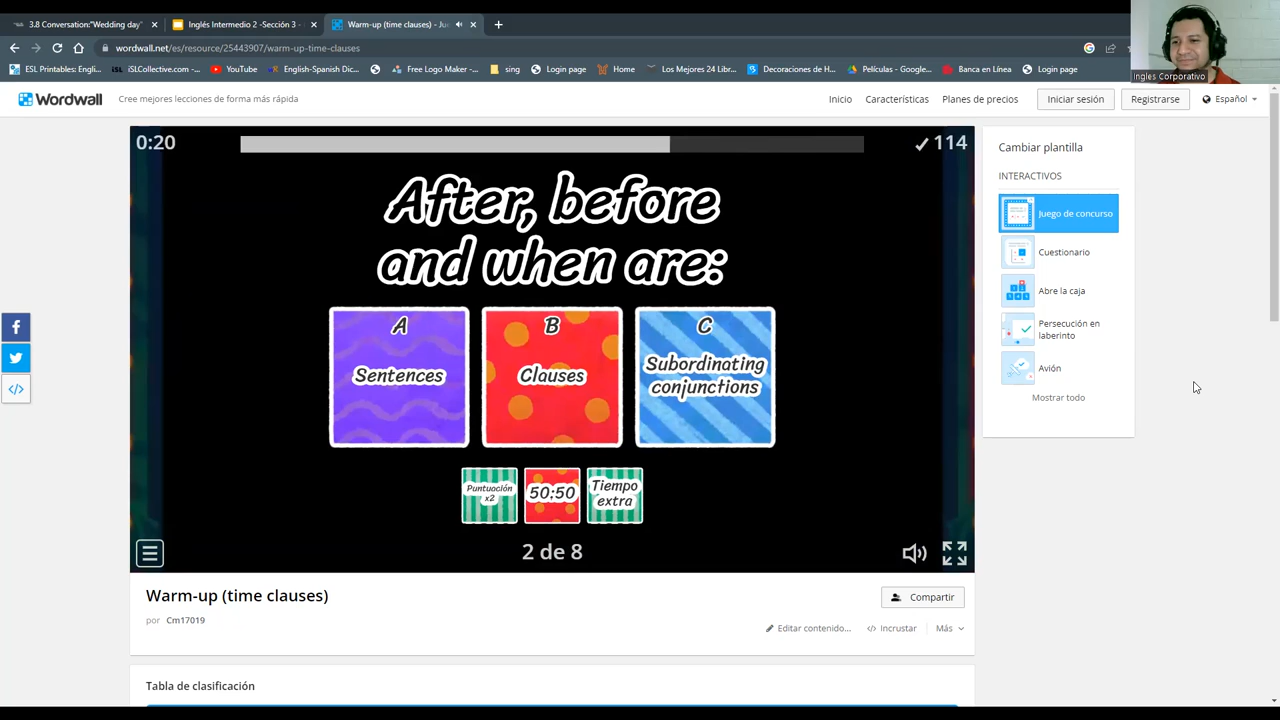 3.8 Conversation:"Wedding day"
Inglés Intermedio 2 -Sección 3 -
Warm-up (time clauses) - Ju
wordwall.net/es/resource/25443907/warm-up-time-clauses
ESL Printables: Engli...
iSLCollective.com -...
YouTube
English-Spanish Dic...
Free Logo Maker -...
sing
Login page
Home
Los Mejores 24 Libr...
Decoraciones de H...
Películas - Google...
Banca en Línea
Login page
Ingles Corporativo
Wordwall
Cree mejores lecciones de forma más rápida
Inicio
Características
Planes de precios
Iniciar sesión
Registrarse
Español
0:20
114
After, before
and when are:
A
Sentences
B
Clauses
C
Subordinating
conjunctions
Puntuación
x2
50:50
Tiempo
extra
2 de 8
Cambiar plantilla
INTERACTIVOS
Juego de concurso
Cuestionario
Abre la caja
Persecución en
laberinto
Avión
Mostrar todo
Warm-up (time clauses)
por Cm17019
Compartir
Editar contenido...
Incrustar
Más
Tabla de clasificación